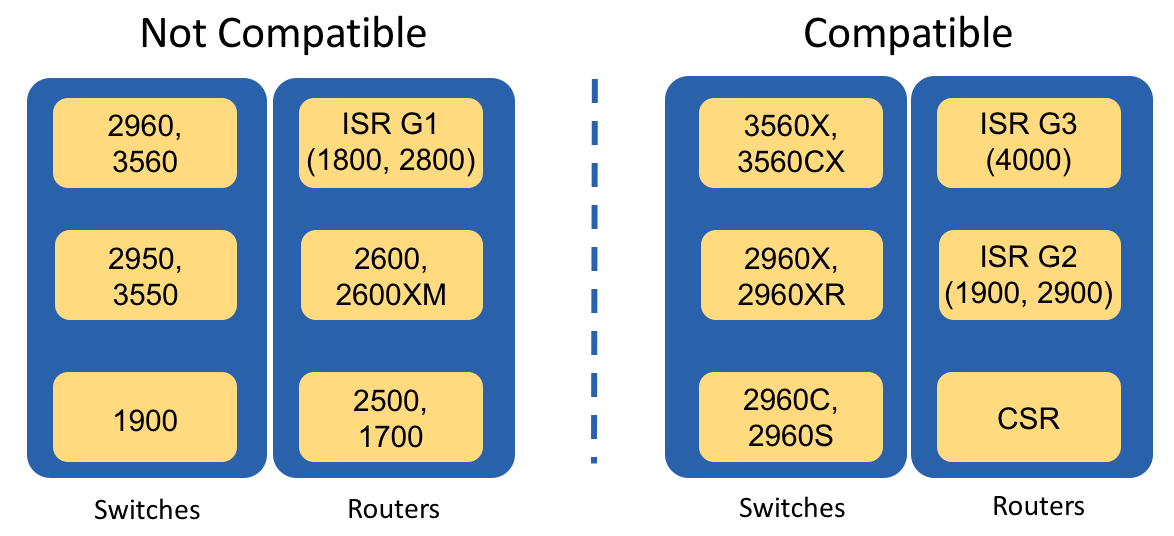 Not Compatible
2960,
3560
2950,
3550
1900
Switches
ISR G1
(1800, 2800)
2600,
2600XM
2500,
1700
Routers
Compatible
3560X,
3560CX
2960X,
2960XR
2960C,
2960S
Switches
ISR G3
(4000)
ISR G2
(1900, 2900)
CSR
Routers